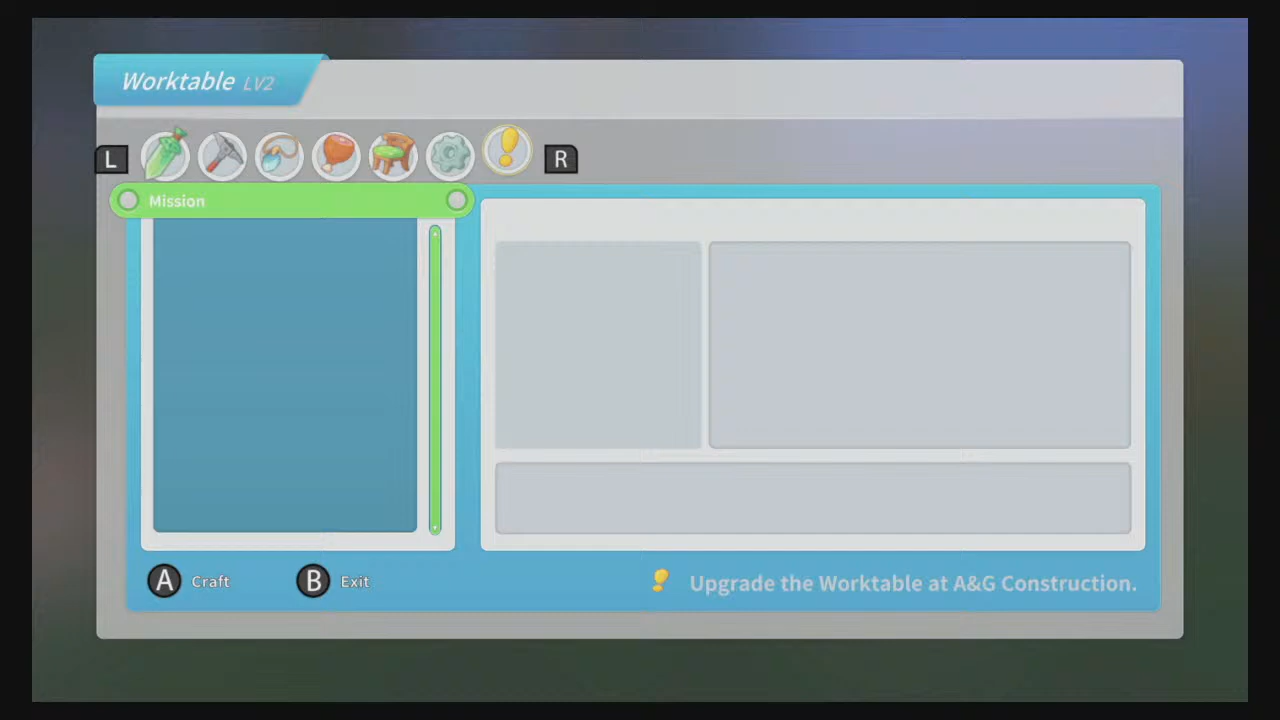 Worktable LV2
L
R
Mission
A Craft
B Exit
Upgrade the Worktable at A&G Construction.